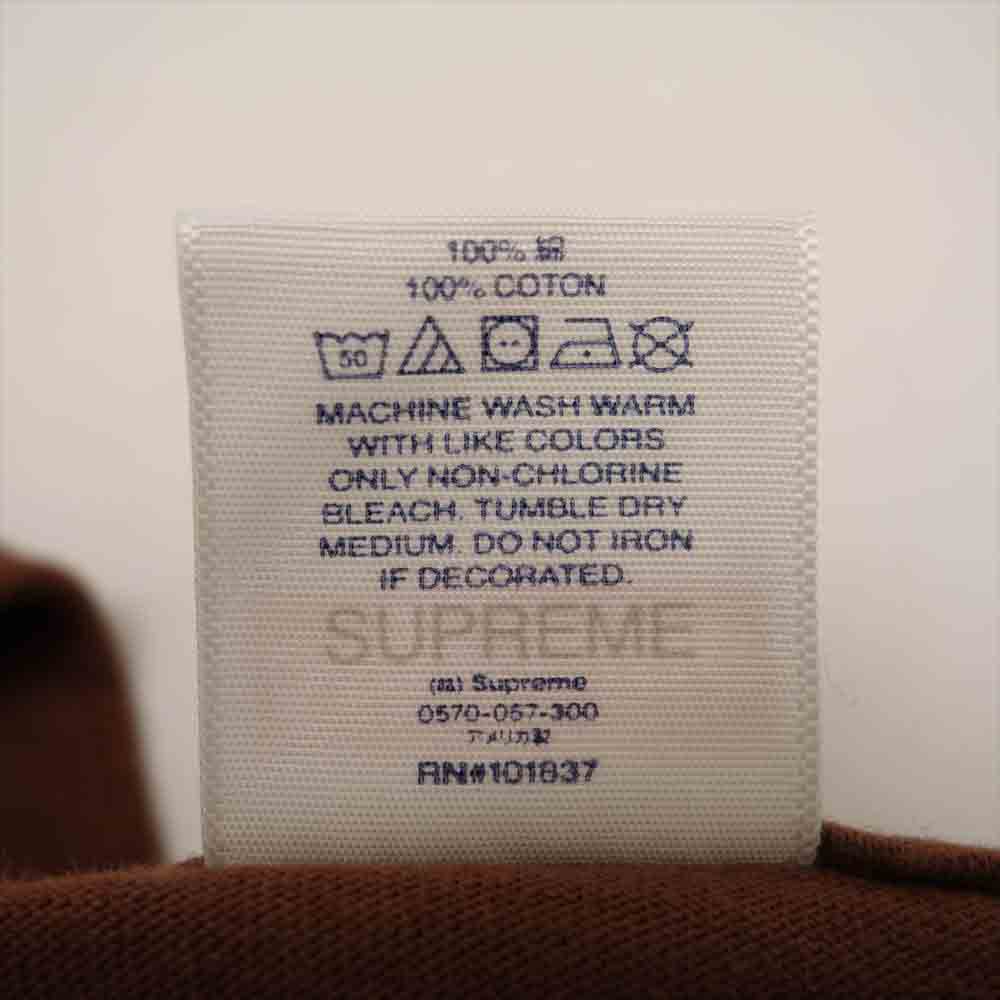 100% 綿
100% COTON
50
MACHINE WASH WARM
WITH LIKE COLORS
ONLY NON-CHLORINE
BLEACH. TUMBLE DRY
MEDIUM. DO NOT IRON
IF DECORATED.
SUPREME
(株) Supreme
0570-057-300
アメリカ製
RN#101837